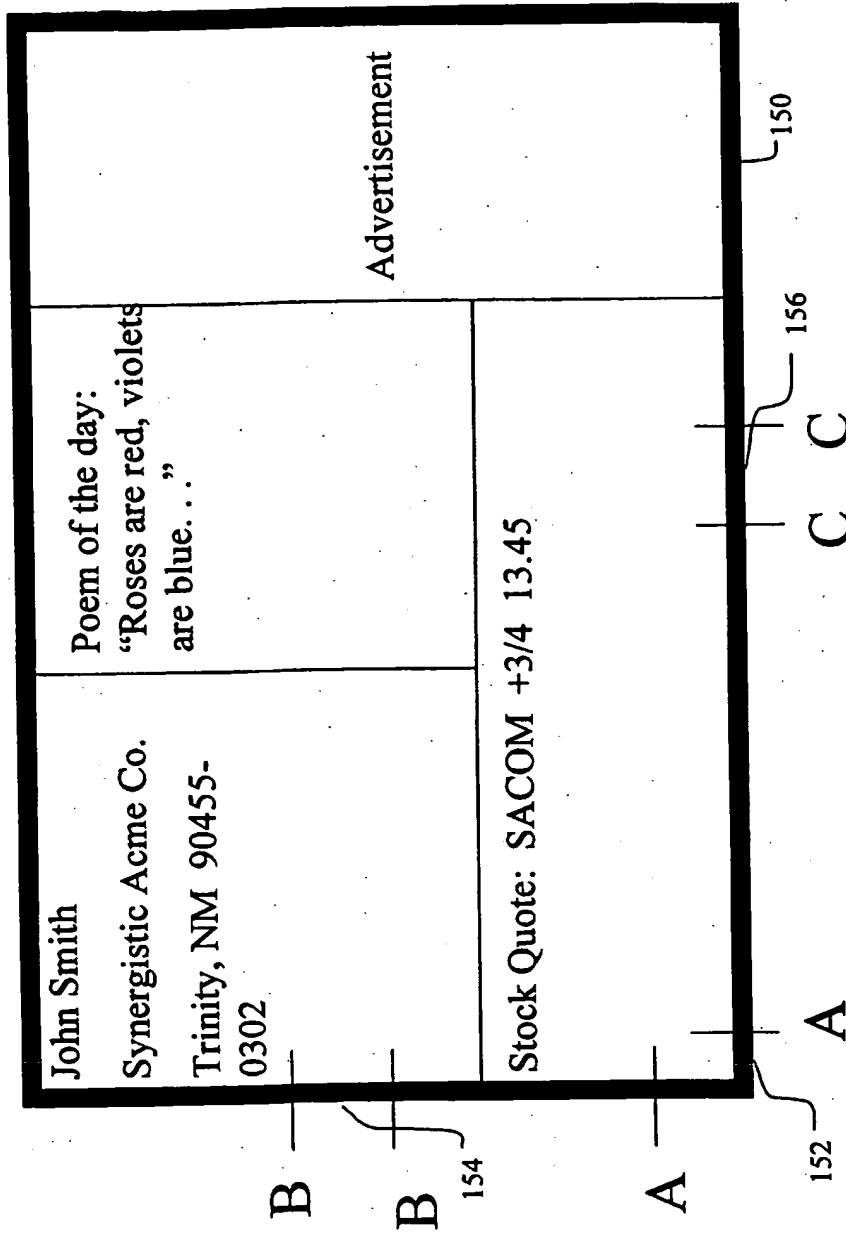 John Smith
Synergistic Acme Co.
Trinity, NM 90455-
0302
Poem of the day:
“Roses are red, violets
are blue. . .”
Advertisement
Stock Quote: SACOM +3/4 13.45
B
B
154
A
152
A
C
C
156
150